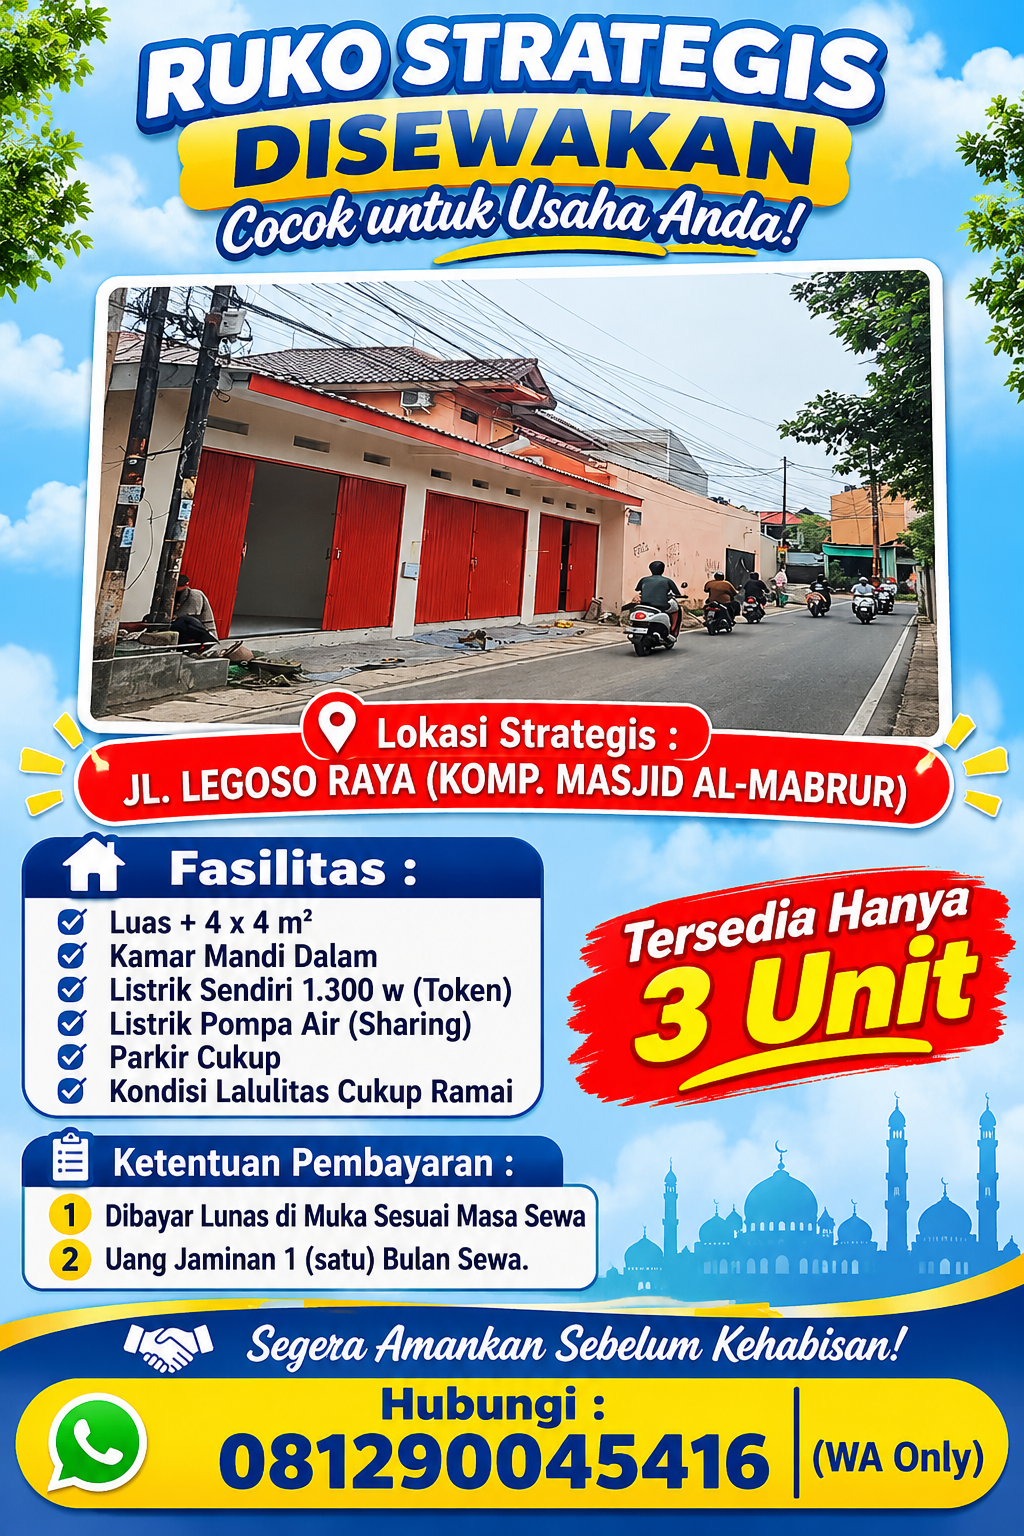 RUKO STRATEGIS
DISEWAKAN
Cocok untuk Usaha Anda!
Lokasi Strategis :
JL. LEGOSO RAYA (KOMP. MASJID AL-MABRUR)
Fasilitas :
Luas + 4 x 4 m²
Kamar Mandi Dalam
Listrik Sendiri 1.300 w (Token)
Listrik Pompa Air (Sharing)
Parkir Cukup
Kondisi Lalulitas Cukup Ramai
Tersedia Hanya
3 Unit
Ketentuan Pembayaran :
1 Dibayar Lunas di Muka Sesuai Masa Sewa
2 Uang Jaminan 1 (satu) Bulan Sewa.
Segera Amankan Sebelum Kehabisan!
Hubungi :
081290045416 (WA Only)